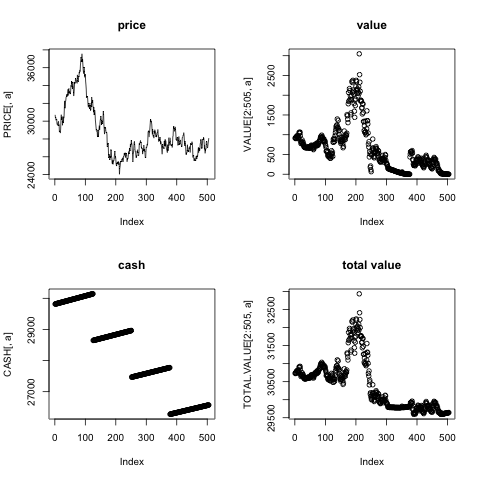 price
PRICE[, a]
24000
30000
36000
0 100 200 300 400 500
Index
value
VALUE[2:505, a]
0 500 1500 2500
0 100 200 300 400 500
Index
cash
CASH[, a]
27000 29000
0 100 200 300 400 500
Index
total value
TOTAL.VALUE[2:505, a]
29500 30500 31500 32500
0 100 200 300 400 500
Index